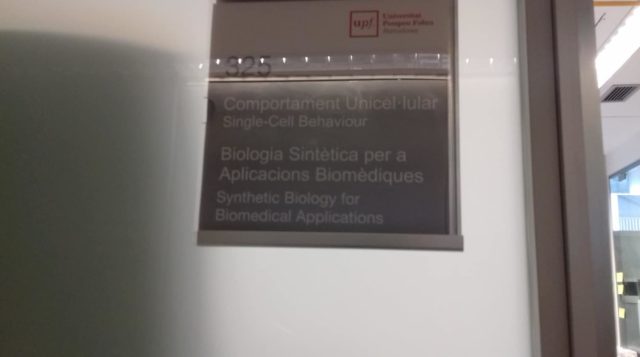 upf
Universitat
Pompeu Fabra
Barcelona
325
Comportament Unicel·lular
Single-Cell Behaviour
Biologia Sintètica per a
Aplicacions Biomèdiques
Synthetic Biology for
Biomedical Applications